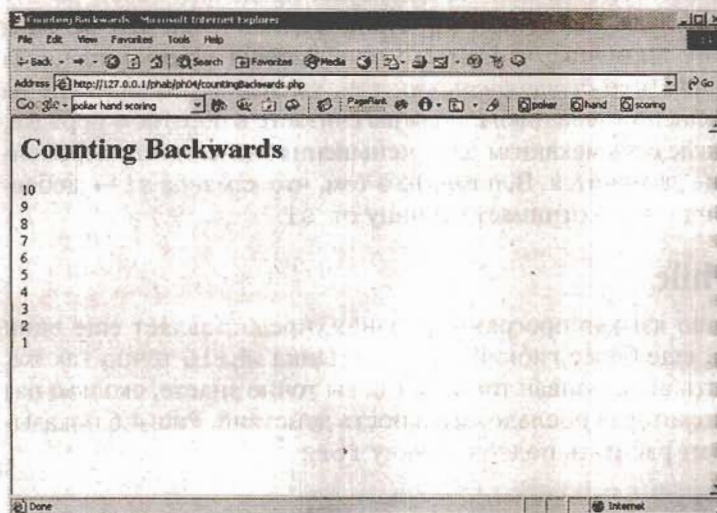 Counting Backwards - Microsoft Internet Explorer
File Edit View Favorites Tools Help
Back Search Favorites Media
Address http://127.0.0.1/phab/ph04/countingBackwards.php Go
Google poker hand scoring PageRank poker hand scoring
Counting Backwards
10
9
8
7
6
5
4
3
2
1
Done Internet